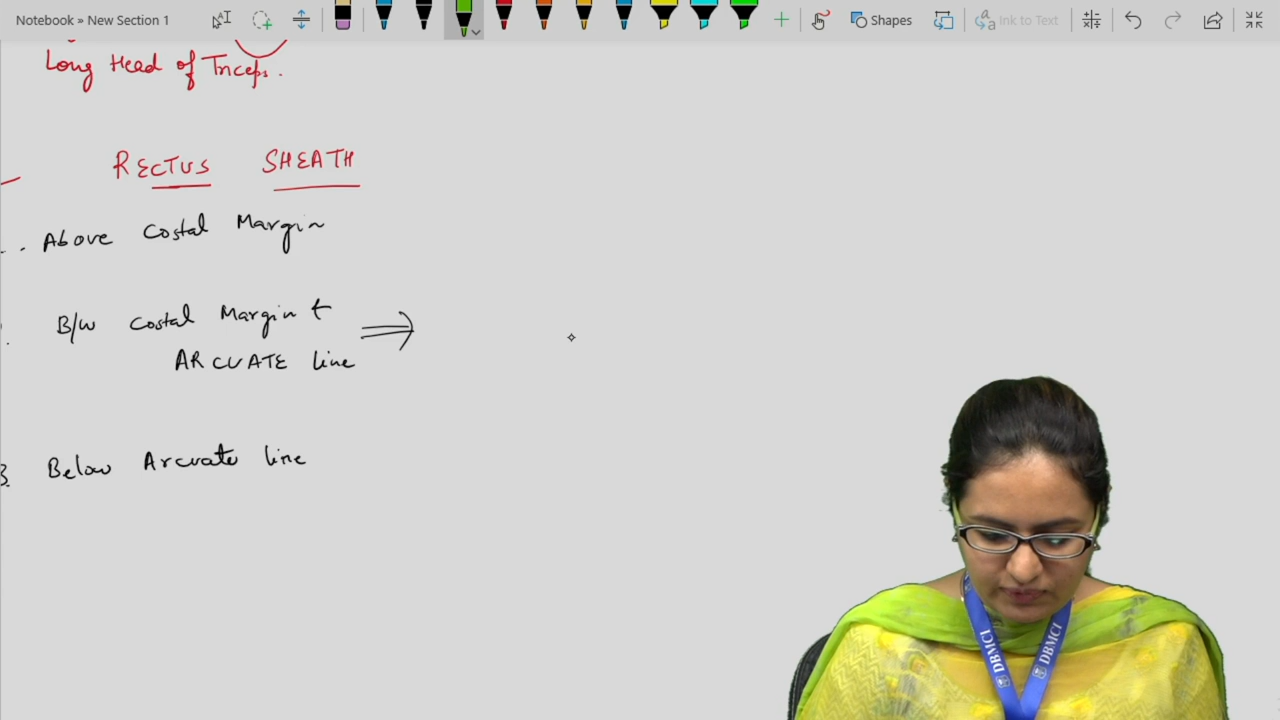 Notebook » New Section 1
Shapes
Ink to Text
Long Head of Triceps.
RECTUS SHEATH
Above Costal Margin
B/w Costal Margin &
ARCUATE line
3. Below Arcuate line
DBMCI
DBMCI